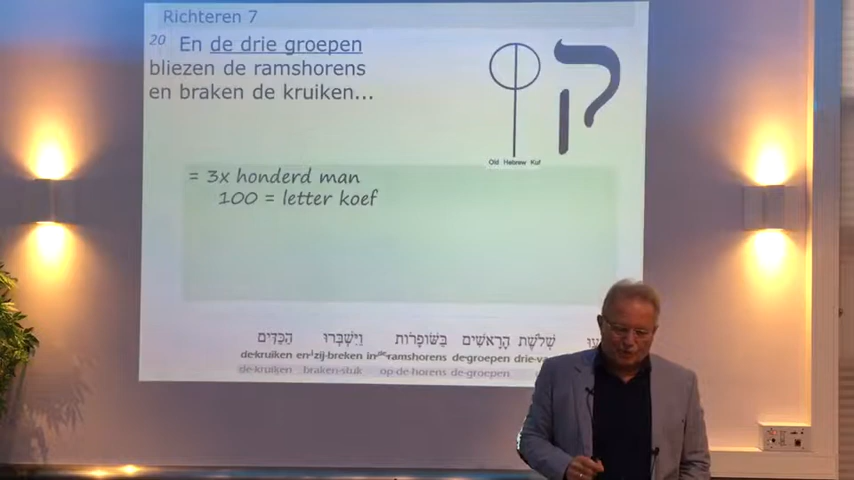 Richteren 7
20 En de drie groepen
bliezen de ramshorens
en braken de kruiken...
ק
Old Hebrew Kuf
= 3x honderd man
100 = letter koef
שְׁלֹשֶׁת הָרָאשִׁים בַּשּׁוֹפָרוֹת וַיִּשְׁבְּרוּ הַכַּדִּים
dekruiken en zij-breken in de ramshorens degroepen drie-va
de-kruiken braken-stuk op-de-horens de-groepen